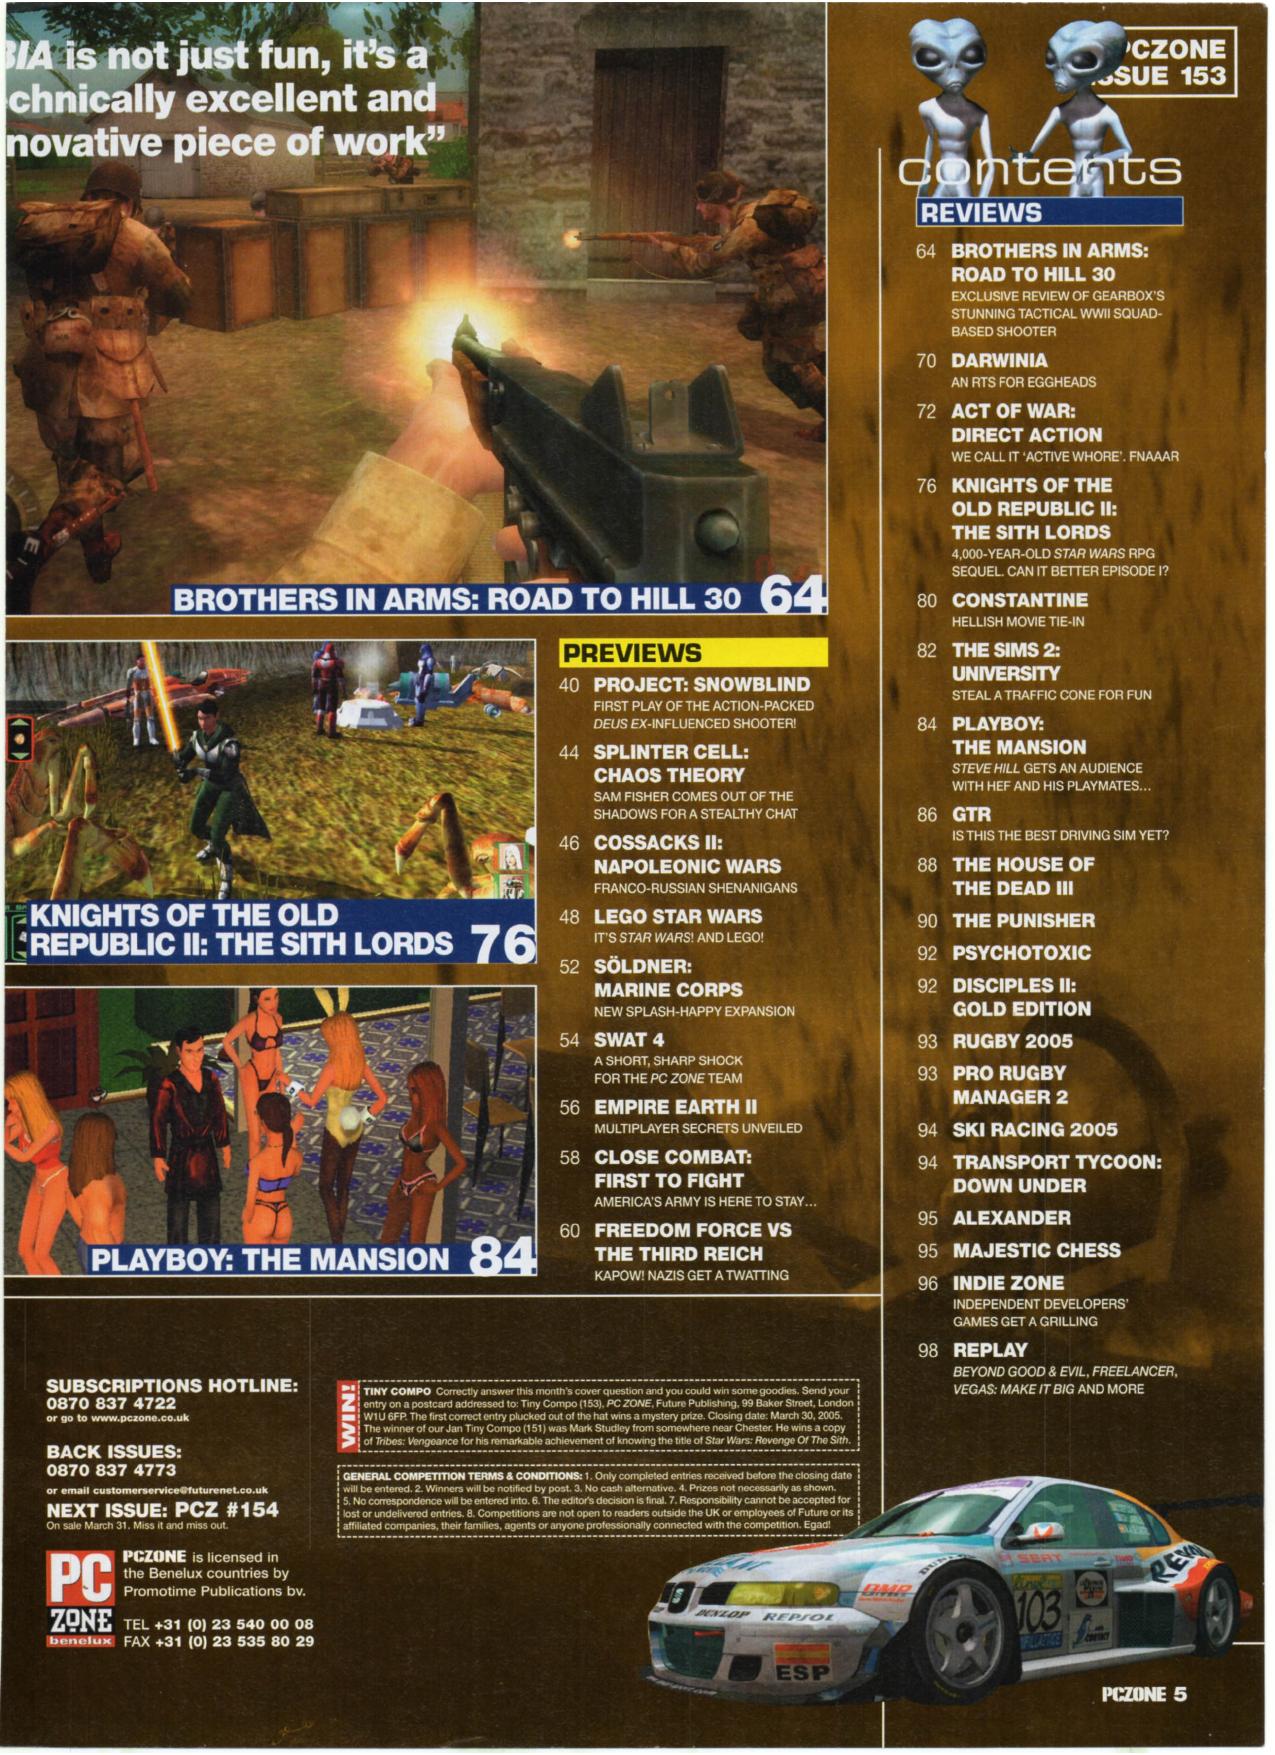 BIA is not just fun, it's a
chnically excellent and
novative piece of work”
BROTHERS IN ARMS: ROAD TO HILL 30 64
KNIGHTS OF THE OLD
REPUBLIC II: THE SITH LORDS 76
PLAYBOY: THE MANSION 84
PREVIEWS
40 PROJECT: SNOWBLIND
FIRST PLAY OF THE ACTION-PACKED
DEUS EX-INFLUENCED SHOOTER!
44 SPLINTER CELL:
CHAOS THEORY
SAM FISHER COMES OUT OF THE
SHADOWS FOR A STEALTHY CHAT
46 COSSACKS II:
NAPOLEONIC WARS
FRANCO-RUSSIAN SHENANIGANS
48 LEGO STAR WARS
IT'S STAR WARS! AND LEGO!
52 SÖLDNER:
MARINE CORPS
NEW SPLASH-HAPPY EXPANSION
54 SWAT 4
A SHORT, SHARP SHOCK
FOR THE PC ZONE TEAM
56 EMPIRE EARTH II
MULTIPLAYER SECRETS UNVEILED
58 CLOSE COMBAT:
FIRST TO FIGHT
AMERICA'S ARMY IS HERE TO STAY...
60 FREEDOM FORCE VS
THE THIRD REICH
KAPOW! NAZIS GET A TWATTING
PCZONE
ISSUE 153
contents
REVIEWS
64 BROTHERS IN ARMS:
ROAD TO HILL 30
EXCLUSIVE REVIEW OF GEARBOX'S
STUNNING TACTICAL WWII SQUAD-
BASED SHOOTER
70 DARWINIA
AN RTS FOR EGGHEADS
72 ACT OF WAR:
DIRECT ACTION
WE CALL IT 'ACTIVE WHORE'. FNAAAR
76 KNIGHTS OF THE
OLD REPUBLIC II:
THE SITH LORDS
4,000-YEAR-OLD STAR WARS RPG
SEQUEL. CAN IT BETTER EPISODE I?
80 CONSTANTINE
HELLISH MOVIE TIE-IN
82 THE SIMS 2:
UNIVERSITY
STEAL A TRAFFIC CONE FOR FUN
84 PLAYBOY:
THE MANSION
STEVE HILL GETS AN AUDIENCE
WITH HEF AND HIS PLAYMATES...
86 GTR
IS THIS THE BEST DRIVING SIM YET?
88 THE HOUSE OF
THE DEAD III
90 THE PUNISHER
92 PSYCHOTOXIC
92 DISCIPLES II:
GOLD EDITION
93 RUGBY 2005
93 PRO RUGBY
MANAGER 2
94 SKI RACING 2005
94 TRANSPORT TYCOON:
DOWN UNDER
95 ALEXANDER
95 MAJESTIC CHESS
96 INDIE ZONE
INDEPENDENT DEVELOPERS'
GAMES GET A GRILLING
98 REPLAY
BEYOND GOOD & EVIL, FREELANCER,
VEGAS: MAKE IT BIG AND MORE
SUBSCRIPTIONS HOTLINE:
0870 837 4722
or go to www.pczone.co.uk
BACK ISSUES:
0870 837 4773
or email customerservice@futurenet.co.uk
NEXT ISSUE: PCZ #154
On sale March 31. Miss it and miss out.
PC
ZONE
benelux
PCZONE is licensed in
the Benelux countries by
Promotime Publications bv.
TEL +31 (0) 23 540 00 08
FAX +31 (0) 23 535 80 29
WIN!
TINY COMPO Correctly answer this month's cover question and you could win some goodies. Send your
entry on a postcard addressed to: Tiny Compo (153), PC ZONE, Future Publishing, 99 Baker Street, London
W1U 6FP. The first correct entry plucked out of the hat wins a mystery prize. Closing date: March 30, 2005.
The winner of our Jan Tiny Compo (151) was Mark Studley from somewhere near Chester. He wins a copy
of Tribes: Vengeance for his remarkable achievement of knowing the title of Star Wars: Revenge Of The Sith.
GENERAL COMPETITION TERMS & CONDITIONS: 1. Only completed entries received before the closing date
will be entered. 2. Winners will be notified by post. 3. No cash alternative. 4. Prizes not necessarily as shown.
5. No correspondence will be entered into. 6. The editor's decision is final. 7. Responsibility cannot be accepted for
lost or undelivered entries. 8. Competitions are not open to readers outside the UK or employees of Future or its
affiliated companies, their families, agents or anyone professionally connected with the competition. Egad!
SEAT
DMP
103
DUNLOP REPSOL
ESP
PCZONE 5